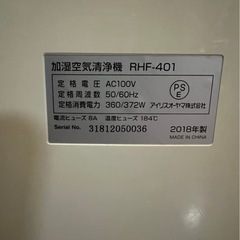 加湿空気清浄機 RHF-401
定格電圧 AC100V
定格周波数 50/60Hz
定格消費電力 360/372W
PSE
アイリスオーヤマ株式会社
電流ヒューズ 8A 温度ヒューズ 184℃
Serial No. 31812050036
2018年製
MADE IN CHINA